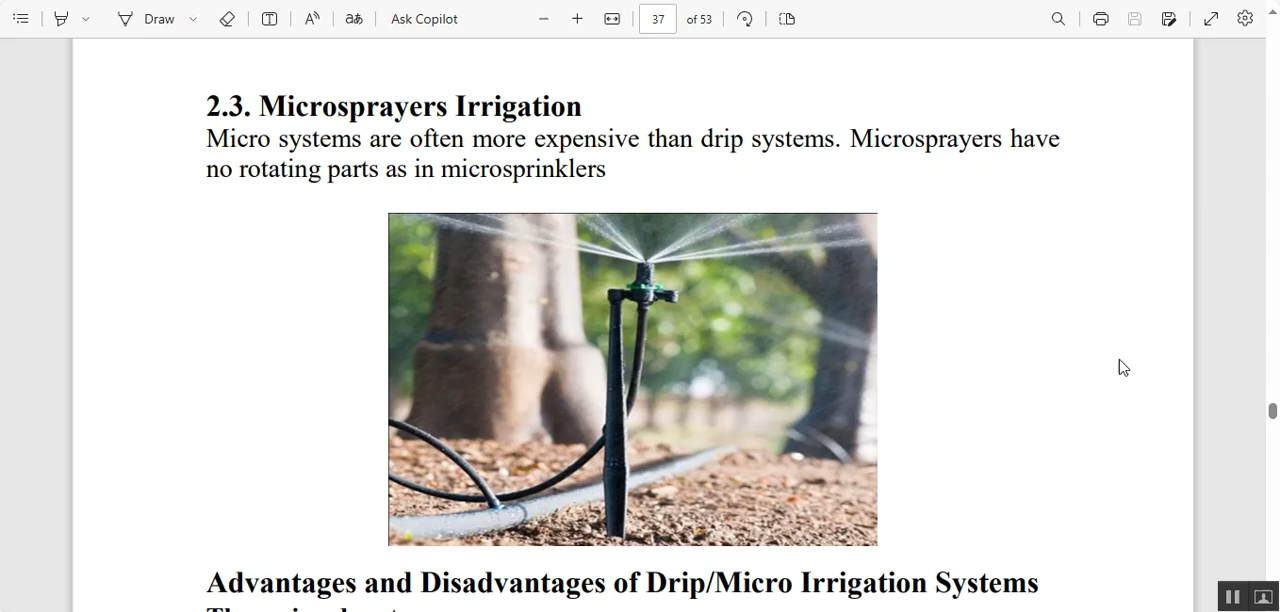 Draw
Ask Copilot
37 of 53
2.3. Microsprayers Irrigation
Micro systems are often more expensive than drip systems. Microsprayers have
no rotating parts as in microsprinklers
Advantages and Disadvantages of Drip/Micro Irrigation Systems